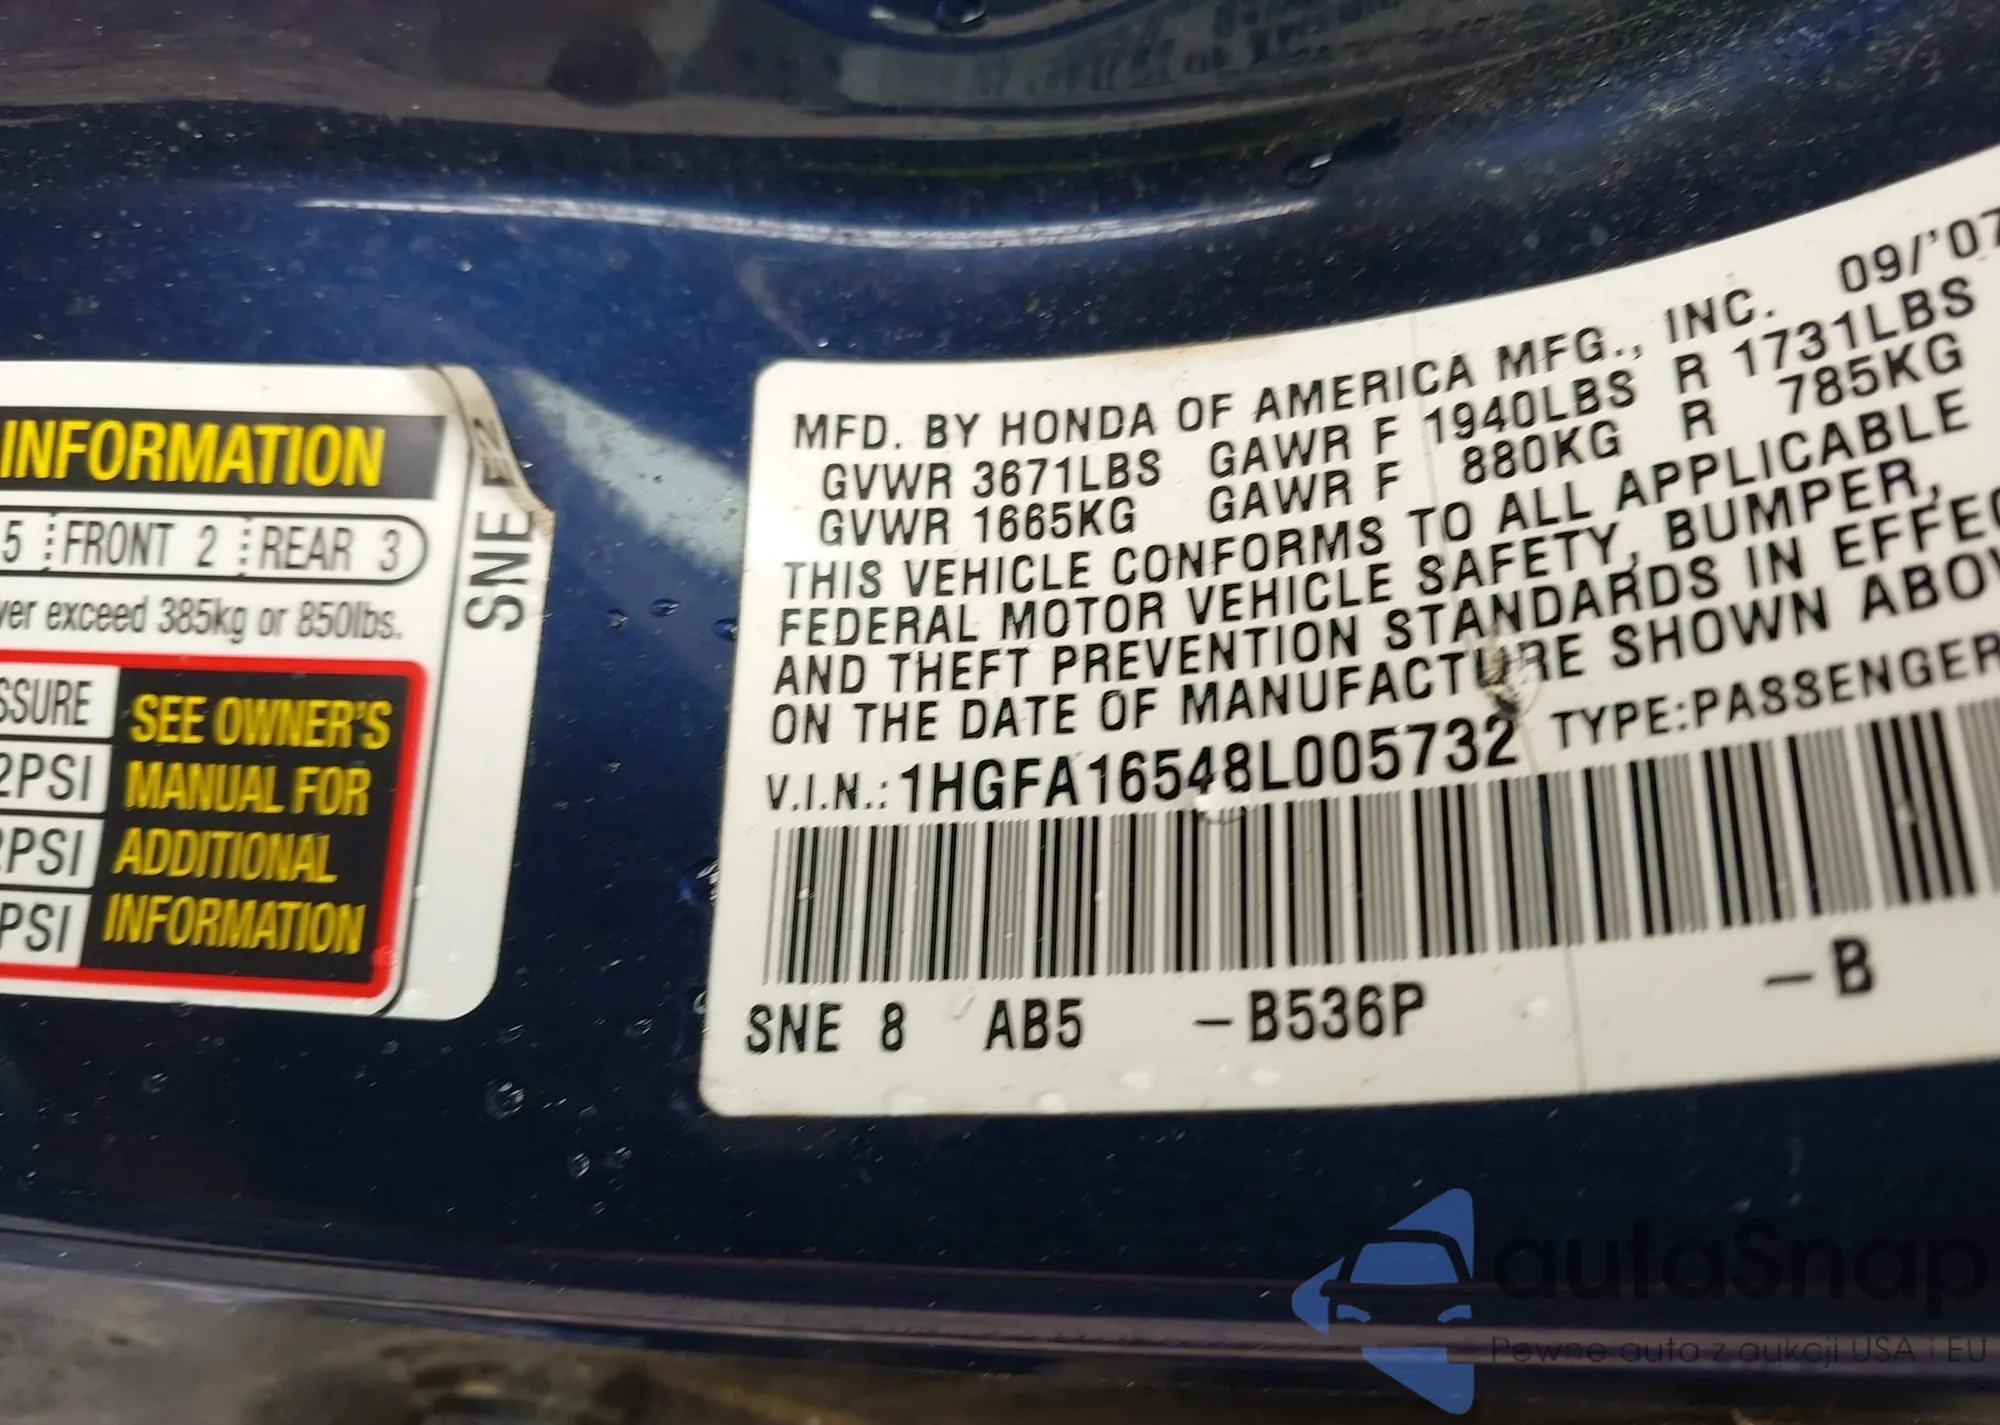 INFORMATION
5 FRONT 2 REAR 3
ver exceed 385kg or 850lbs.
SSURE
2PSI
2PSI
PSI
SEE OWNER'S
MANUAL FOR
ADDITIONAL
INFORMATION
SNE
MFD. BY HONDA OF AMERICA MFG., INC. 09/'07
GVWR 3671LBS GAWR F 1940LBS R 1731LBS
GVWR 1665KG GAWR F 880KG R 785KG
THIS VEHICLE CONFORMS TO ALL APPLICABLE
FEDERAL MOTOR VEHICLE SAFETY, BUMPER,
AND THEFT PREVENTION STANDARDS IN EFFEC
ON THE DATE OF MANUFACTURE SHOWN ABOV
V.I.N.: 1HGFA16548L005732 TYPE:PASSENGER
SNE 8 AB5 -B536P -B
autoSnap
Pewne auto z aukcji USA i EU